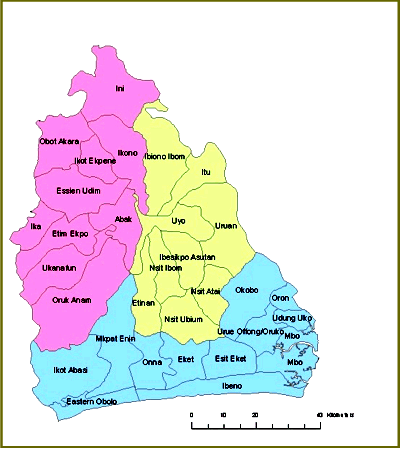 Ini
Obot Akara
Ikono
Ikot Ekpene
Ibiono Ibom
Itu
Essien Udim
Abak
Ika
Etim Ekpo
Uyo
Uruan
Ukanafun
Ibesikpo Asutan
Nsit Ibom
Oruk Anam
Etinan
Nsit Atai
Okobo
Oron
Nsit Ubium
Udung Uko
Urue Offong/Oruko
Mbo
Mkpat Enin
Onna
Eket
Esit Eket
Mbo
Ikot Abasi
Ibeno
Eastern Obolo
0 10 20 40 Kilometers